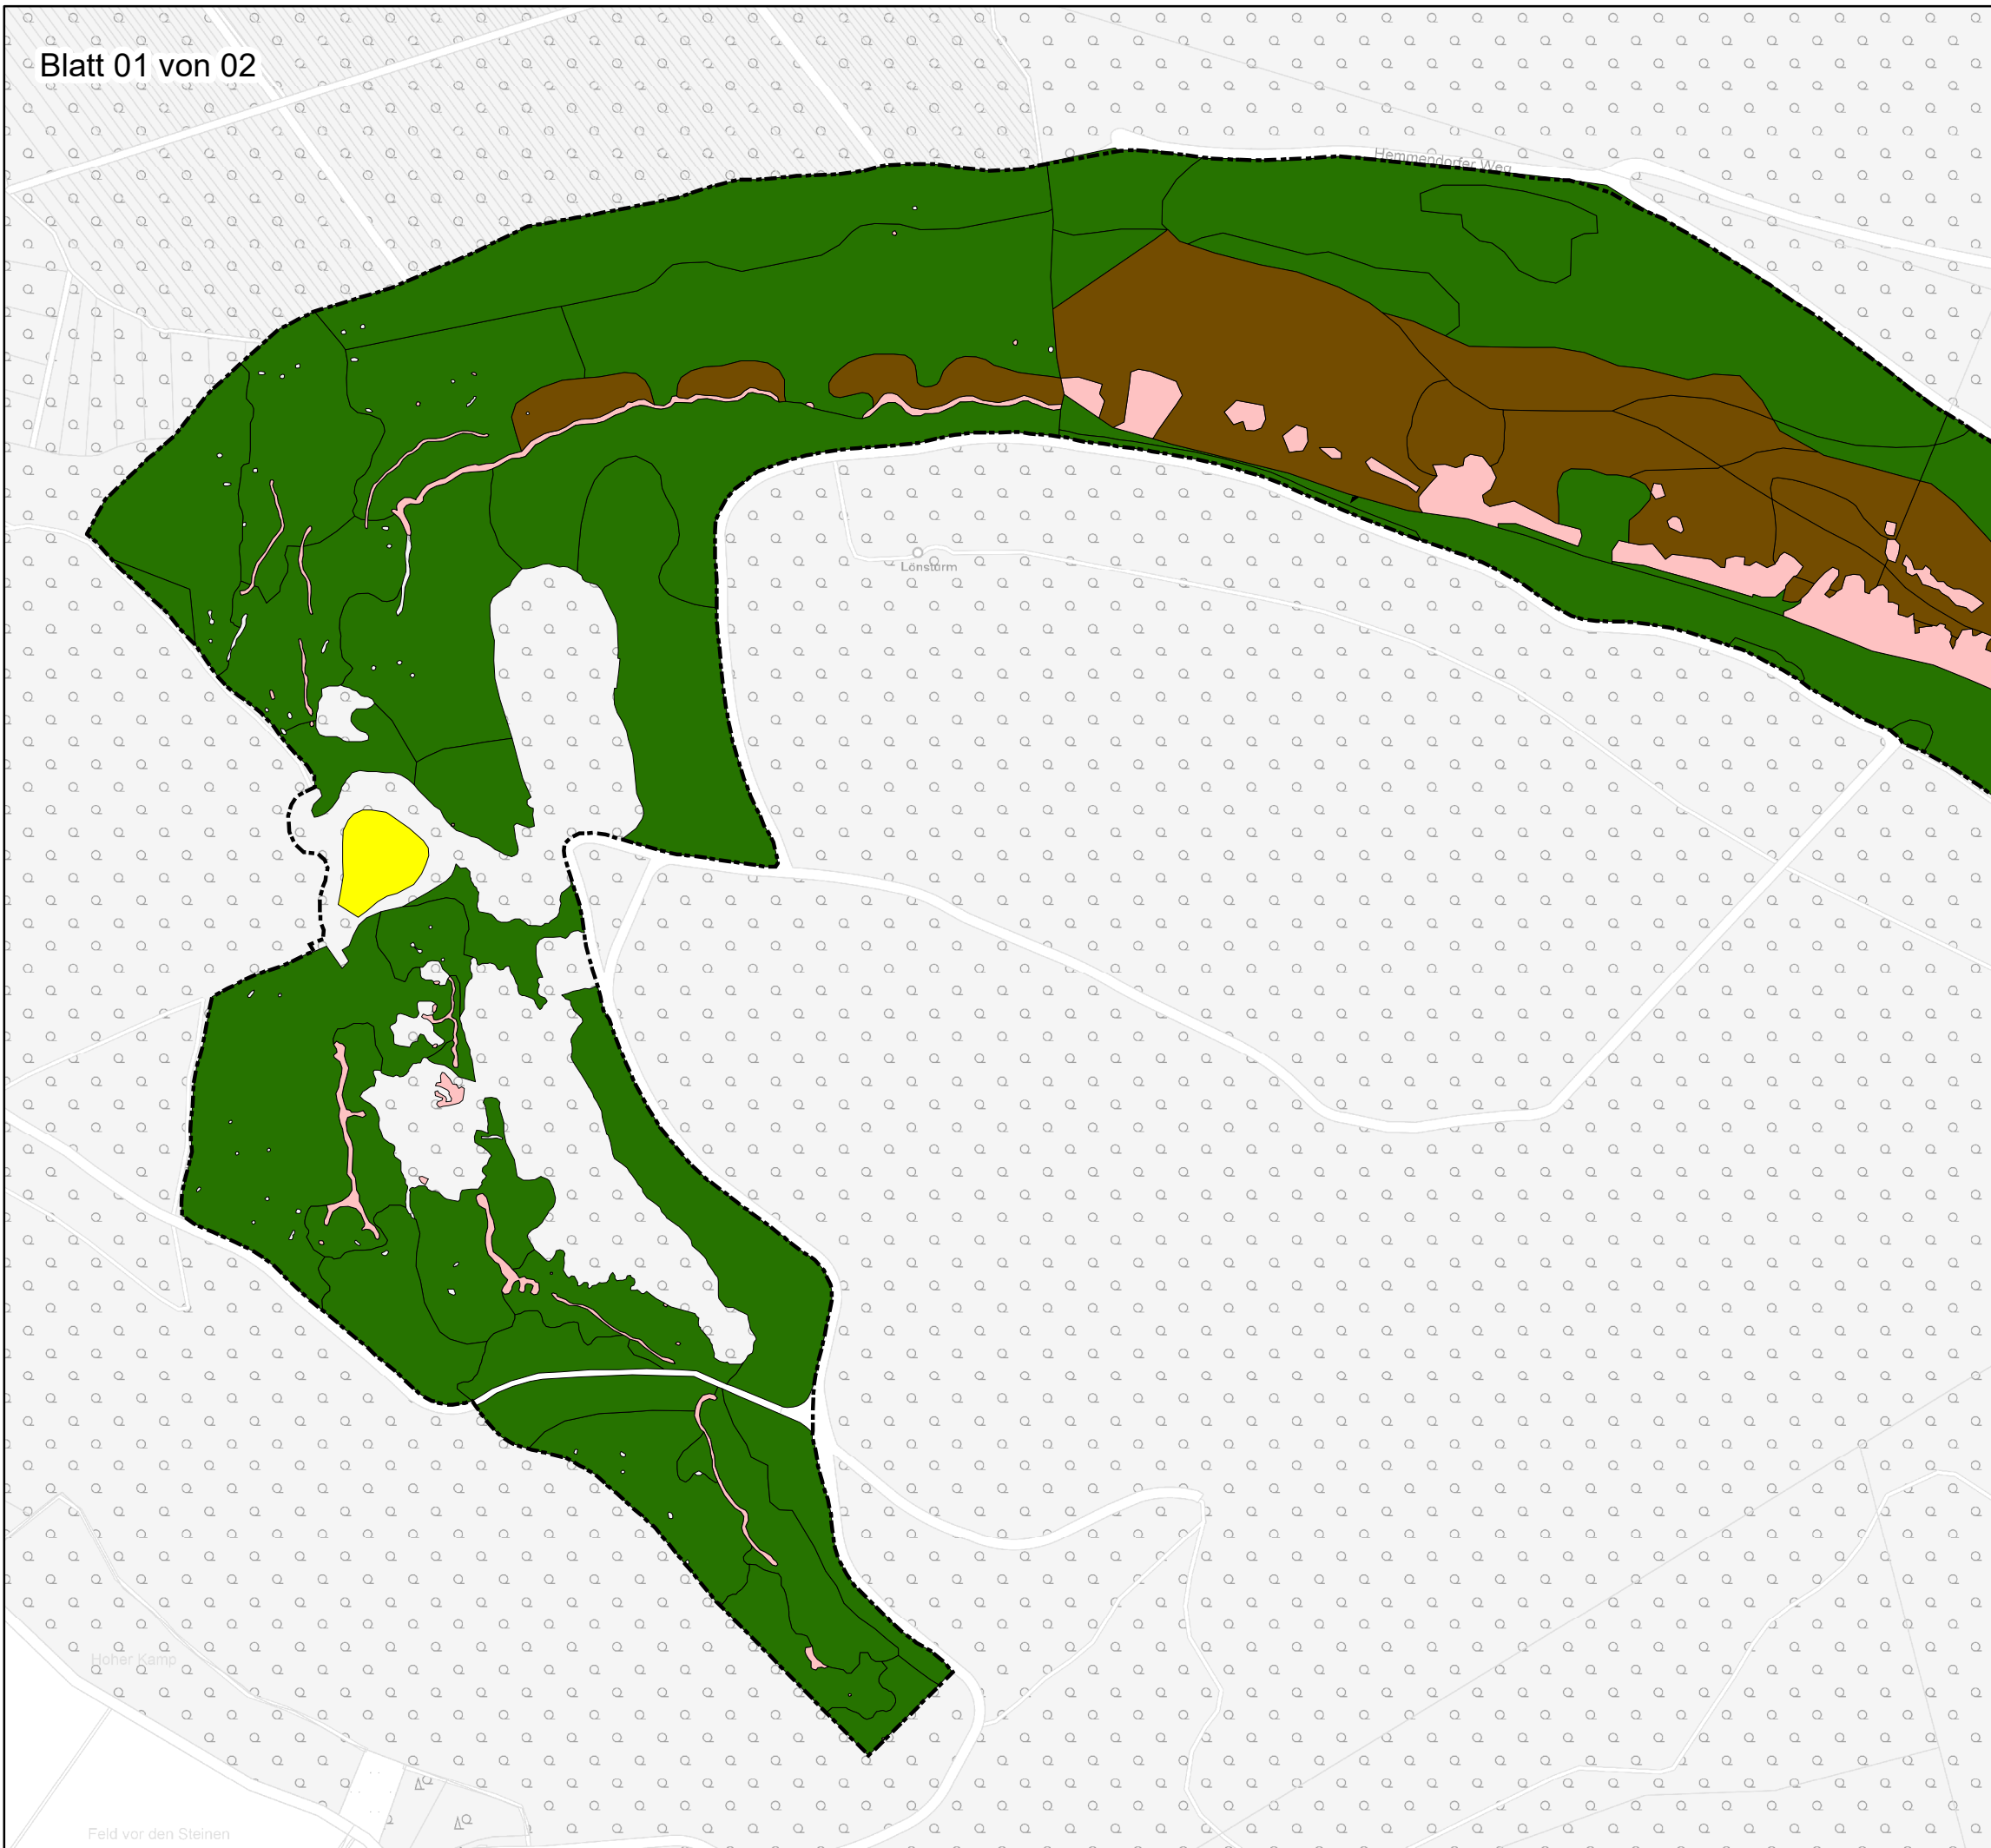 Blatt 01 von 02
Hemmendorfer Weg
Lönsturm
Hoher Kamp
Feld vor den Steinen